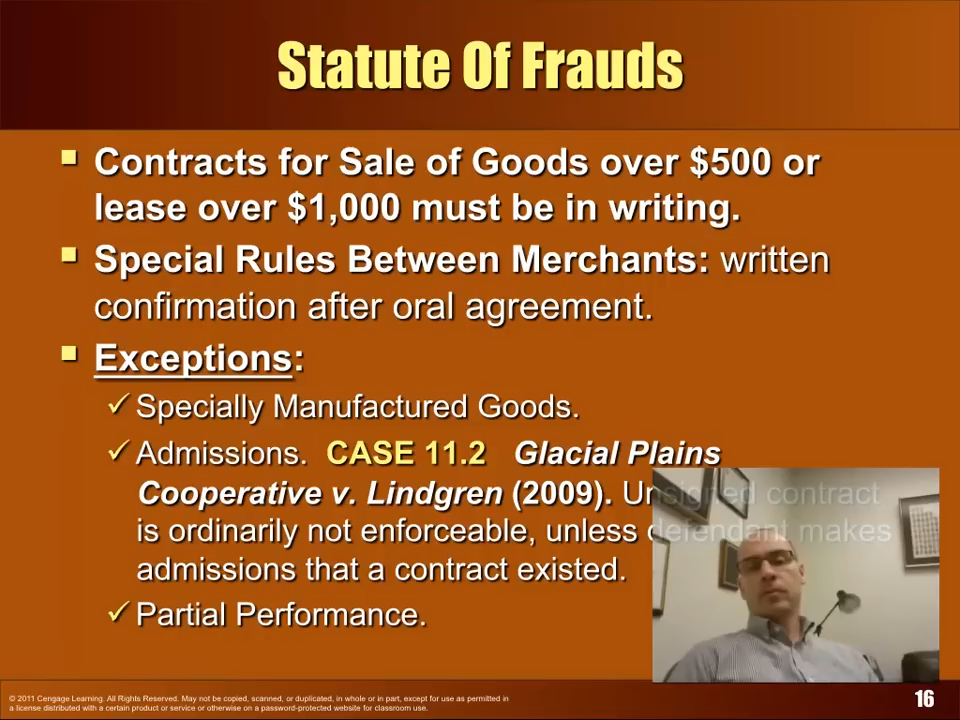 Statute Of Frauds
Contracts for Sale of Goods over $500 or
lease over $1,000 must be in writing.
Special Rules Between Merchants: written
confirmation after oral agreement.
Exceptions:
Specially Manufactured Goods.
Admissions. CASE 11.2 Glacial Plains
Cooperative v. Lindgren (2009). Unsigned contract
is ordinarily not enforceable, unless defendant makes
admissions that a contract existed.
Partial Performance.
© 2011 Cengage Learning. All Rights Reserved. May not be copied, scanned, or duplicated, in whole or in part, except for use as permitted in
a license distributed with a certain product or service or otherwise on a password-protected website for classroom use.
16